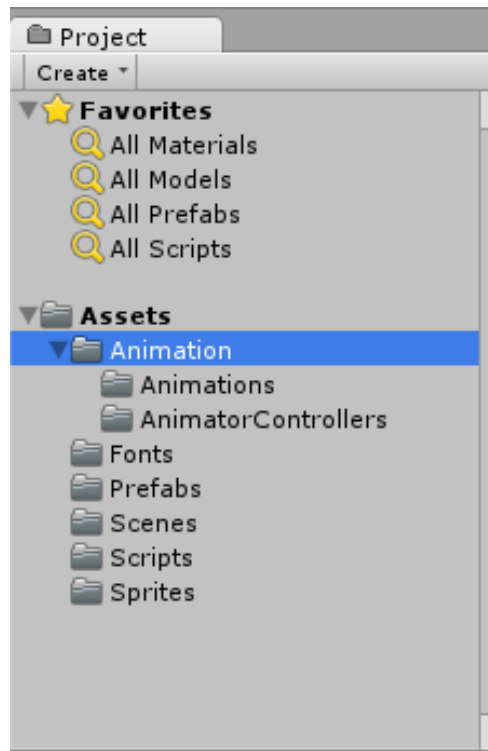 Project
Create
Favorites
All Materials
All Models
All Prefabs
All Scripts
Assets
Animation
Animations
AnimatorControllers
Fonts
Prefabs
Scenes
Scripts
Sprites